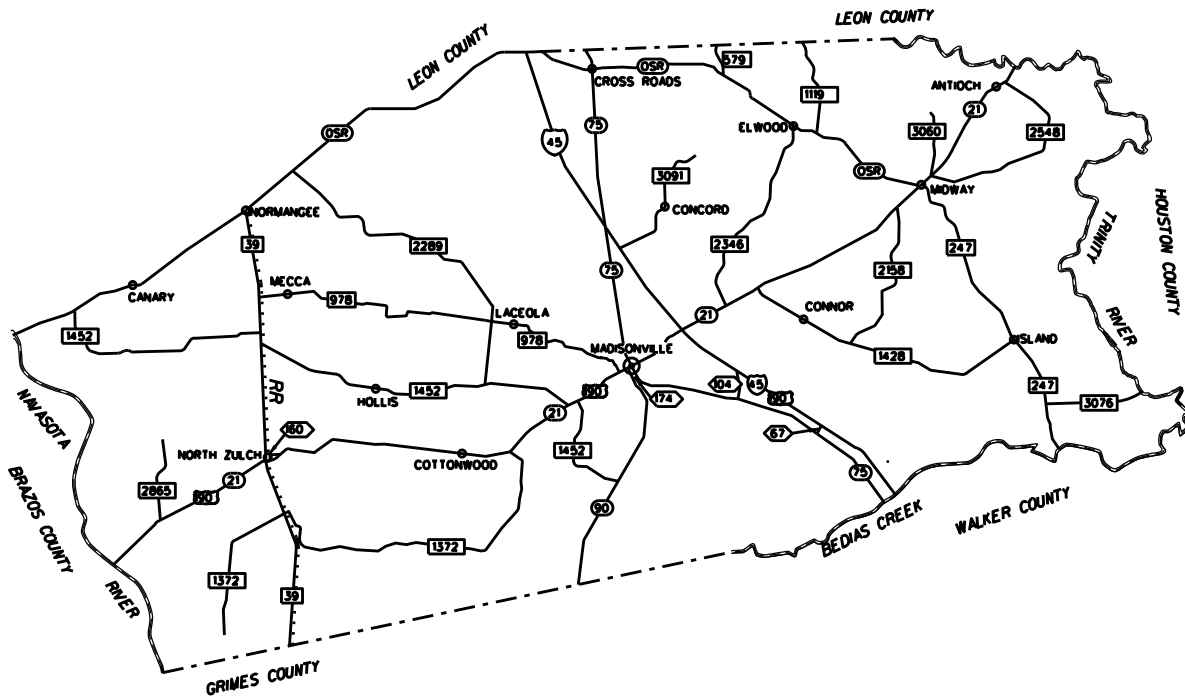 LEON COUNTY
LEON COUNTY
OSR
579
CROSS ROADS
ANTIOCH
1119
21
75
45
ELWOOD
3060
2548
OSR
3091
OSR
MIDWAY
CONCORD
NORMANGEE
HOUSTON COUNTY
TRINITY
39
2289
2346
247
75
2158
MECCA
978
CANARY
LACEOLA
CONNOR
21
RIVER
1452
978
MADISONVILLE
1428
ISLAND
RR
HOLLIS
1452
90
104
45
90
247
174
3076
NAVASOTA
21
160
67
NORTH ZULCH
COTTONWOOD
1452
75
21
2865
90
90
BRAZOS COUNTY
BEDIAS CREEK
WALKER COUNTY
1372
1372
RIVER
39
GRIMES COUNTY